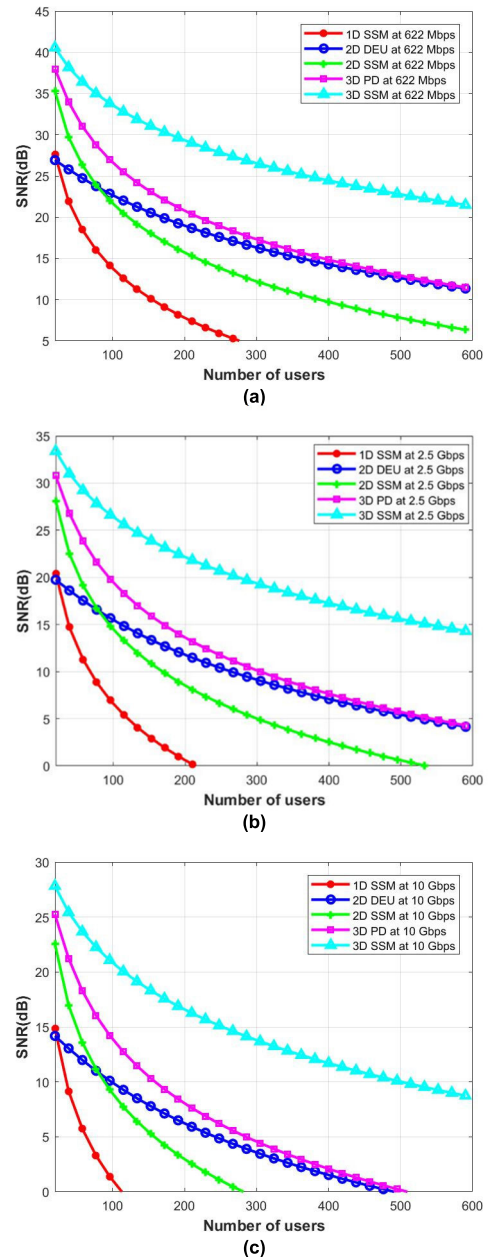 45
40
35
30
25
20
15
10
5
SNR(dB)
1D SSM at 622 Mbps
2D DEU at 622 Mbps
2D SSM at 622 Mbps
3D PD at 622 Mbps
3D SSM at 622 Mbps
100 200 300 400 500 600
Number of users
(a)
35
30
25
20
15
10
5
0
SNR(dB)
1D SSM at 2.5 Gbps
2D DEU at 2.5 Gbps
2D SSM at 2.5 Gbps
3D PD at 2.5 Gbps
3D SSM at 2.5 Gbps
100 200 300 400 500 600
Number of users
(b)
30
25
20
15
10
5
0
SNR(dB)
1D SSM at 10 Gbps
2D DEU at 10 Gbps
2D SSM at 10 Gbps
3D PD at 10 Gbps
3D SSM at 10 Gbps
100 200 300 400 500 600
Number of users
(c)